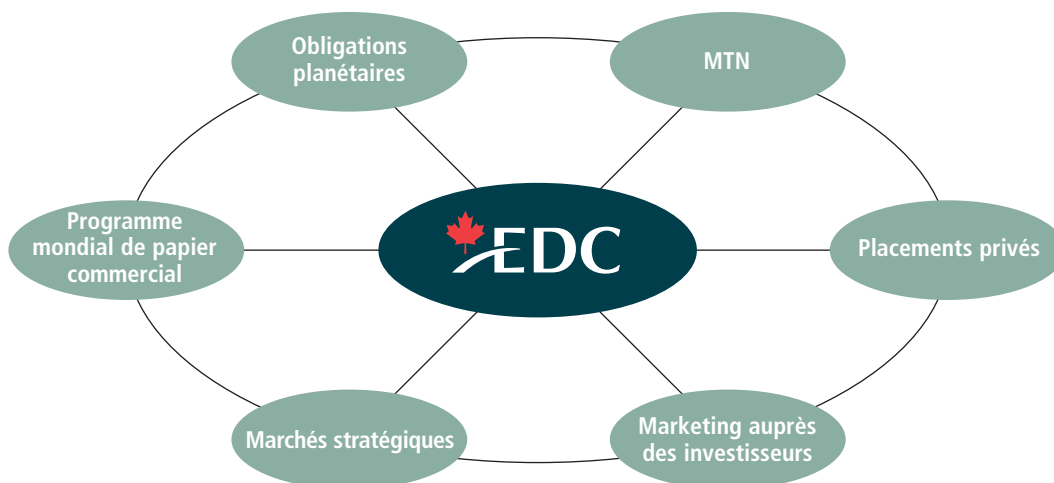 Obligations
planétaires
MTN
Programme
mondial de papier
commercial
EDC
Placements privés
Marchés stratégiques
Marketing auprès
des investisseurs